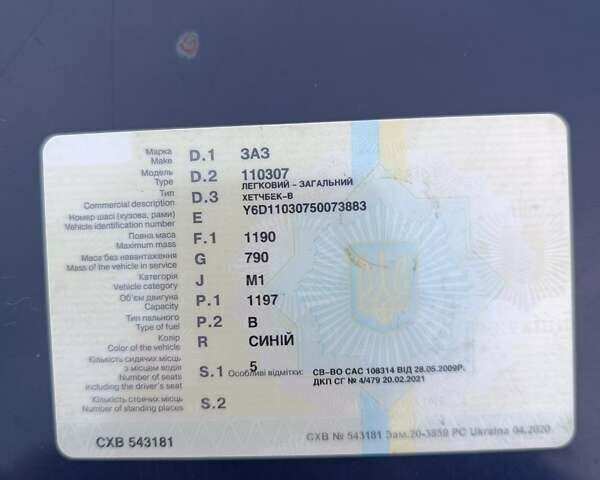 Марка
Make D.1 ЗАЗ
Модель
Type D.2 110307
ЛЕГКОВИЙ - ЗАГАЛЬНИЙ
Тип
Commercial description D.3 ХЕТЧБЕК-В
Номер шасі (кузова, рами)
Vehicle identification number E Y6D11030750073883
Повна маса
Maximum mass F.1 1190
Маса без навантаження
Mass of the vehicle in service G 790
Категорія
Vehicle category J M1
Об'єм двигуна
Capacity P.1 1197
Тип пального
Type of fuel P.2 B
Колір
Color of the vehicle R СИНІЙ
Кількість сидячих місць
з місцем водія
Number of seats
including the driver's seat S.1 5
Особливі відмітки: СВ-ВО САС 108314 ВІД 28.05.2009Р.
ДКП СГ № 4/479 20.02.2021
Кількість стоячих місць
Number of standing places S.2
СХВ 543181
СХВ № 543181 Зам.20-3859 PC Ukraina 04.2020